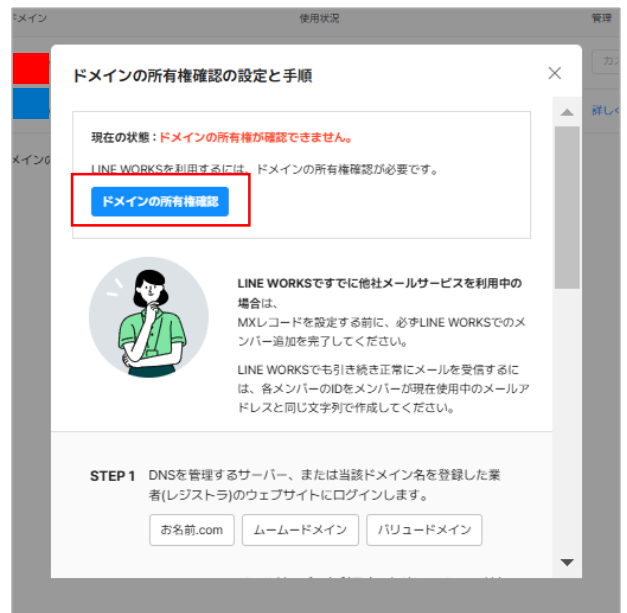 ドメイン
使用状況
管理
ドメインの所有権確認の設定と手順
詳しく
現在の状態：ドメインの所有権が確認できません。
LINE WORKSを利用するには、ドメインの所有権確認が必要です。
ドメインの所有権確認
LINE WORKSですでに他社メールサービスを利用中の
場合は、
MXレコードを設定する前に、必ずLINE WORKSでのメ
ンバー追加を完了してください。
LINE WORKSでも引き続き正常にメールを受信するに
は、各メンバーのIDをメンバーが現在使用中のメールア
ドレスと同じ文字列で作成してください。
STEP 1 DNSを管理するサーバー、または当該ドメイン名を登録した業
者(レジストラ)のウェブサイトにログインします。
お名前.com ムームードメイン バリュードメイン